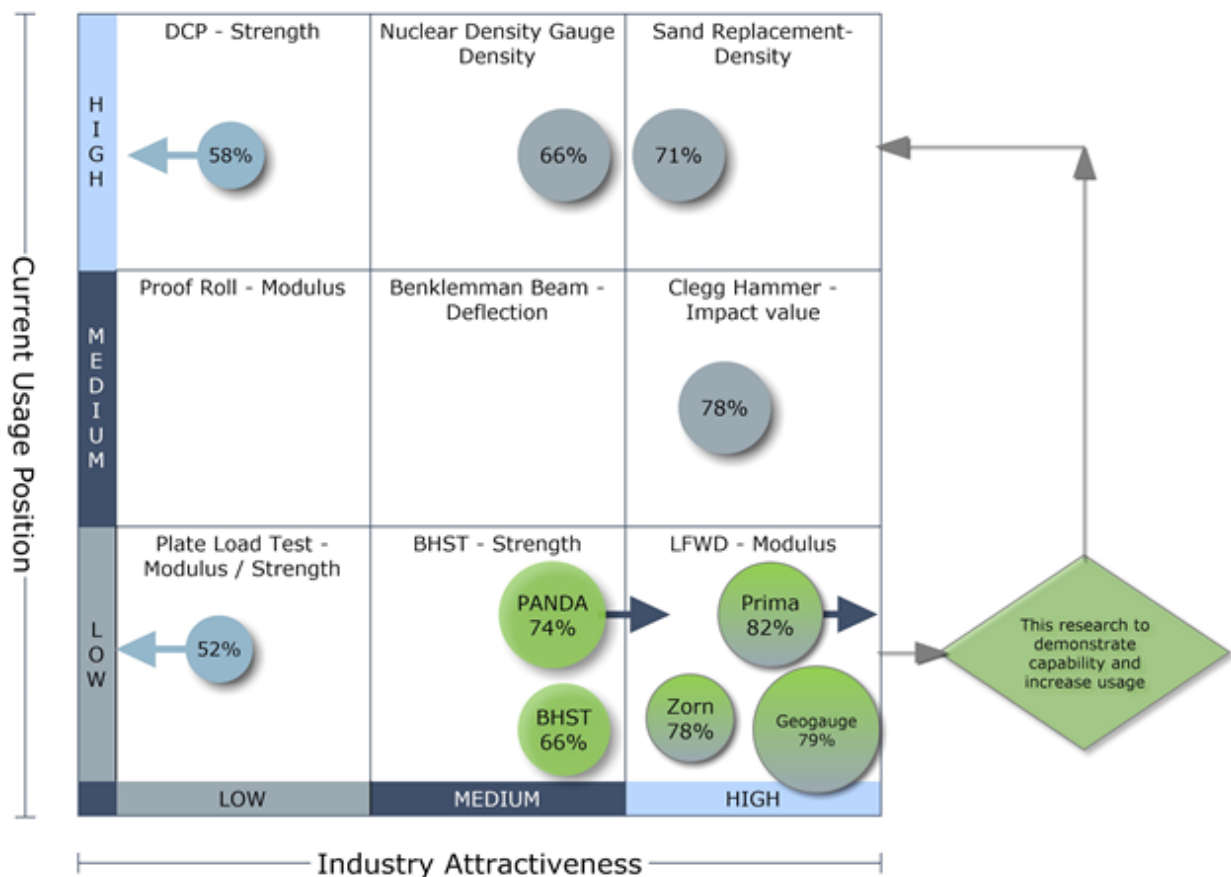 DCP - Strength
Nuclear Density Gauge
Density
Sand Replacement-
Density
HIGH
58%
66%
71%
Current Usage Position
Proof Roll - Modulus
Benklemman Beam -
Deflection
Clegg Hammer -
Impact value
MEDIUM
78%
Plate Load Test -
Modulus / Strength
BHST - Strength
LFWD - Modulus
LOW
52%
PANDA
74%
Prima
82%
BHST
66%
Zorn
78%
Geogauge
79%
This research to
demonstrate
capability and
increase usage
LOW
MEDIUM
HIGH
Industry Attractiveness